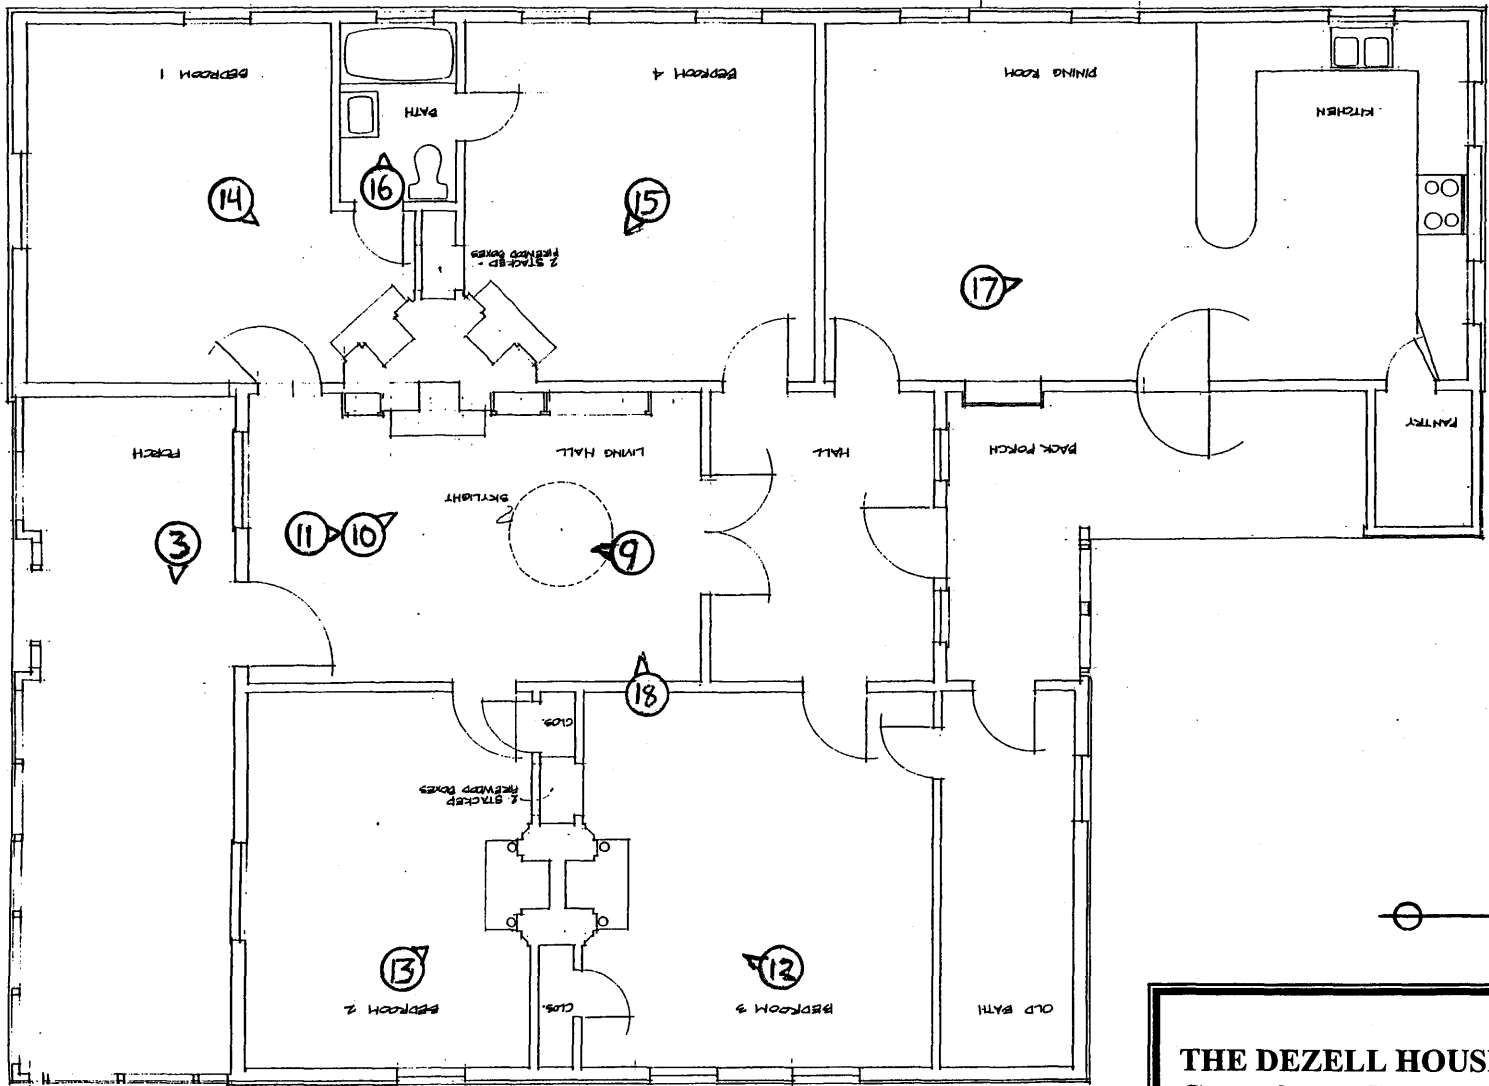 BEDROOM 1
BATH
BEDROOM 4
DINING ROOM
KITCHEN
16
14
15
2 STACKED
FIREWOOD BOXES
17
PORCH
LIVING HALL
HALL
BACK PORCH
PANTRY
SKYLIGHT
3
11
10
9
18
CLOS.
2 STACKED
FIREWOOD BOXES
13
12
BEDROOM 2
CLOS.
BEDROOM 3
OLD BATH
THE DEZELL HOUS